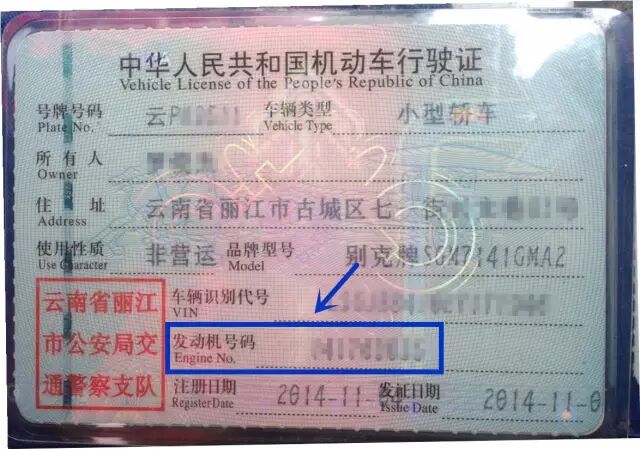 中华人民共和国机动车行驶证
Vehicle License of the People's Republic of China
号牌号码 云P 车辆类型 小型轿车
Plate No. Vehicle Type
所有人
Owner
住址 云南省丽江市古城区七一街
Address
使用性质 非营运 品牌型号 别克牌SGM7141GMA2
Use Character Model
云南省丽江
市公安局交
通警察支队
车辆识别代号
VIN
发动机号码
Engine No.
注册日期 2014-11-04 发证日期 2014-11-0
Register Date Issue Date